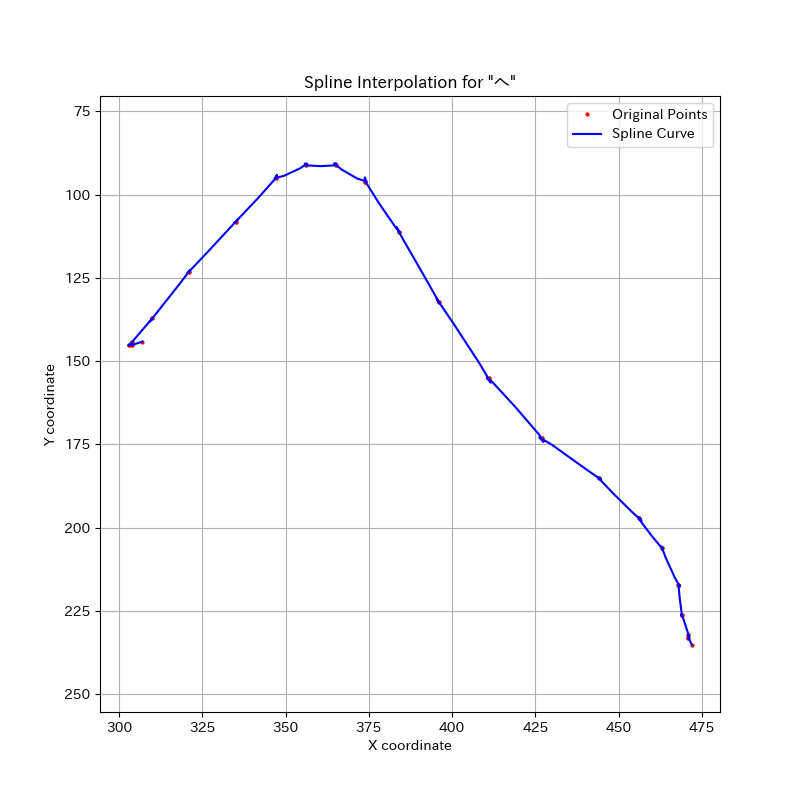 Spline Interpolation for "へ"
Original Points
Spline Curve
75
100
125
150
175
200
225
250
Y coordinate
300 325 350 375 400 425 450 475
X coordinate